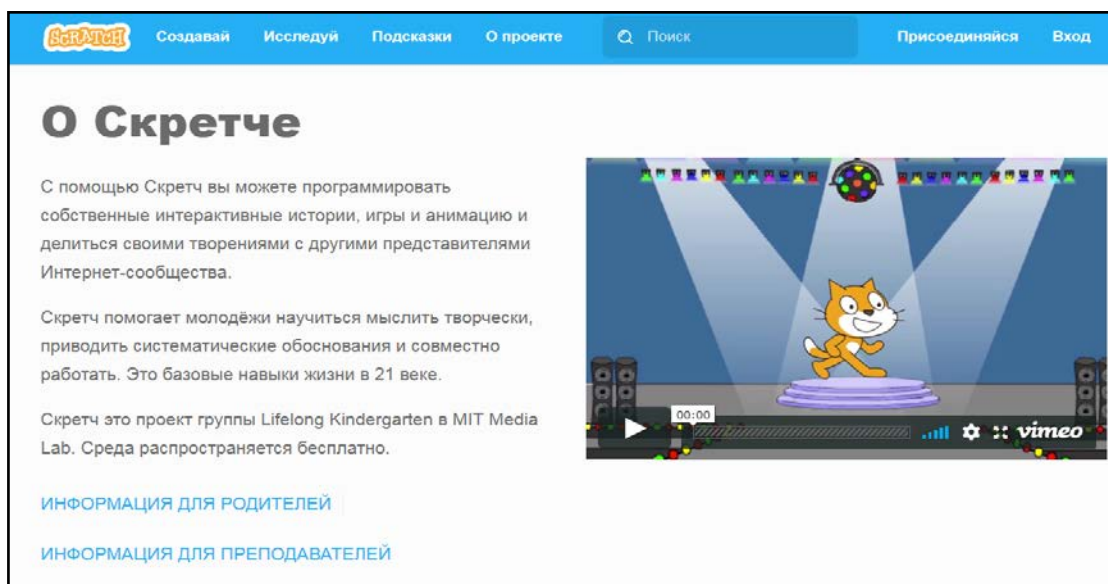 SCRATCH Создавай Исследуй Подсказки О проекте Поиск Присоединяйся Вход
О Скретче
С помощью Скретч вы можете программировать
собственные интерактивные истории, игры и анимацию и
делиться своими творениями с другими представителями
Интернет-сообщества.
Скретч помогает молодёжи научиться мыслить творчески,
приводить систематические обоснования и совместно
работать. Это базовые навыки жизни в 21 веке.
Скретч это проект группы Lifelong Kindergarten в MIT Media
Lab. Среда распространяется бесплатно.
ИНФОРМАЦИЯ ДЛЯ РОДИТЕЛЕЙ
ИНФОРМАЦИЯ ДЛЯ ПРЕПОДАВАТЕЛЕЙ
00:00
vimeo